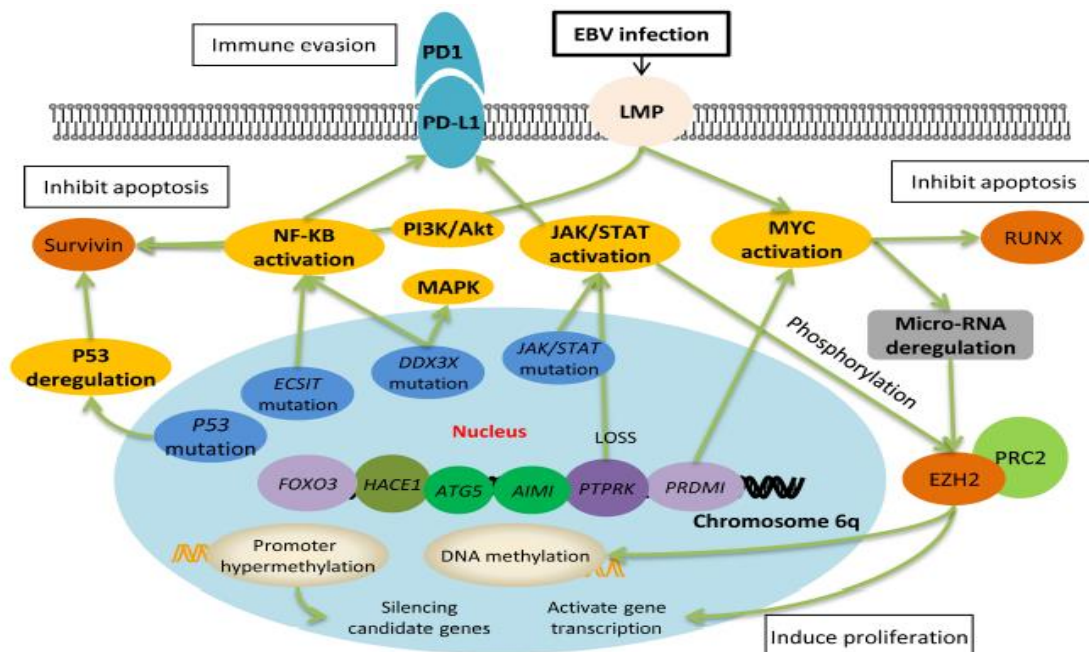 Immune evasion
PD1
EBV infection
PD-L1
LMP
Inhibit apoptosis
Inhibit apoptosis
Survivin
NF-KB
activation
PI3K/Akt
JAK/STAT
activation
MYC
activation
RUNX
MAPK
Micro-RNA
deregulation
Phosphorylation
P53
deregulation
ECSIT
mutation
DDX3X
mutation
JAK/STAT
mutation
P53
mutation
Nucleus
LOSS
PRC2
EZH2
FOXO3
HACE1
ATG5
AIMI
PTPRK
PRDMI
Chromosome 6q
Promoter
hypermethylation
DNA methylation
Silencing
candidate genes
Activate gene
transcription
Induce proliferation